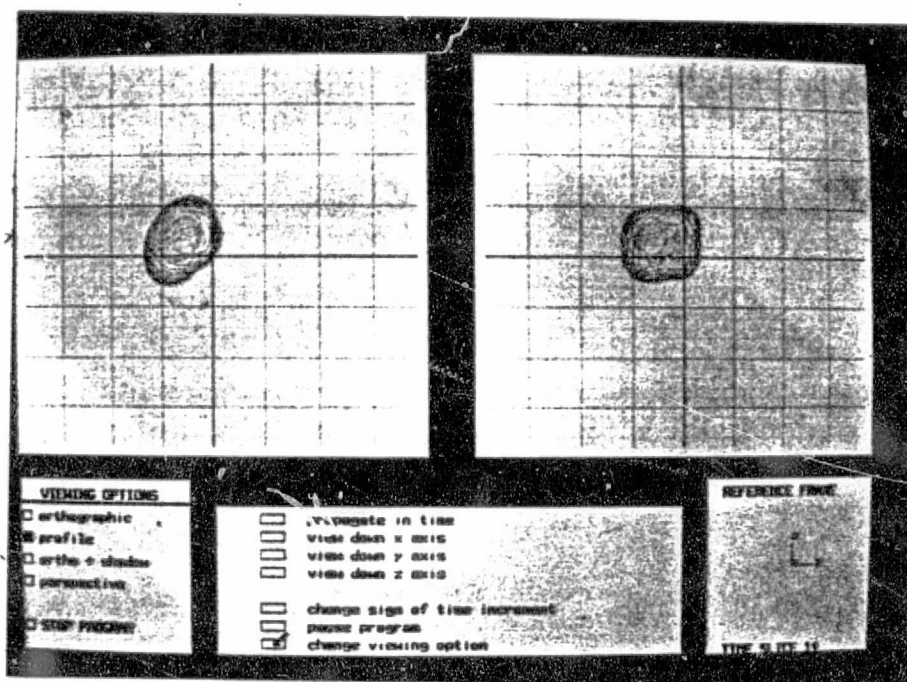 VIEWING OPTIONS
orthographic
profile
ortho + shadow
perspective
STOP PROGRAM
propagate in time
view down x axis
view down y axis
view down z axis
change sign of time increment
pause program
change viewing option
REFERENCE FRAME
TIME SLICE